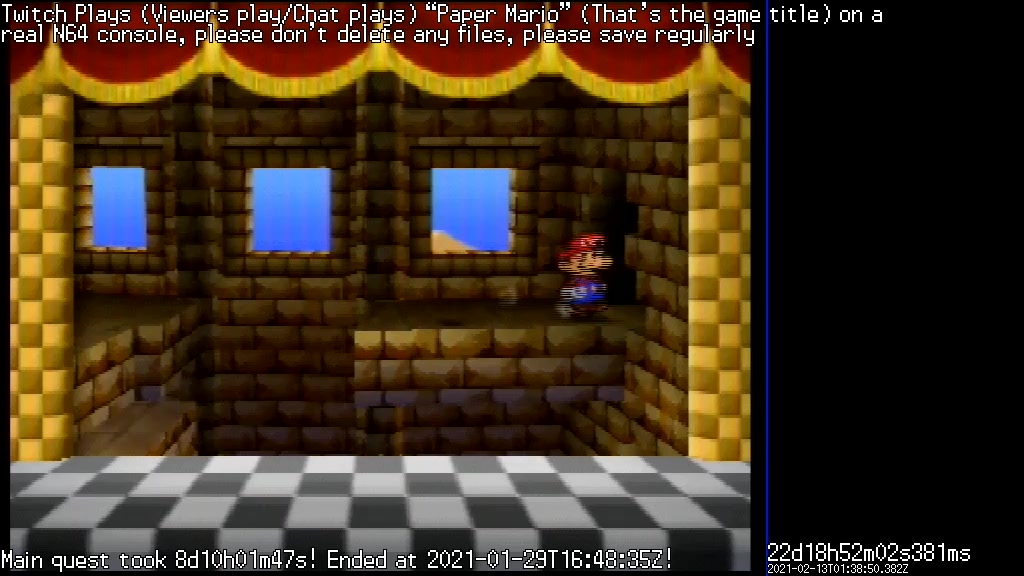 Twitch Plays (Viewers play/Chat plays) “Paper Mario” (That’s the game title) on a
real N64 console, please don’t delete any files, please save regularly
Main quest took 8d10h01m47s! Ended at 2021-01-29T16:48:35Z!
22d18h52m02s381ms
2021-02-13T01:38:50.382Z